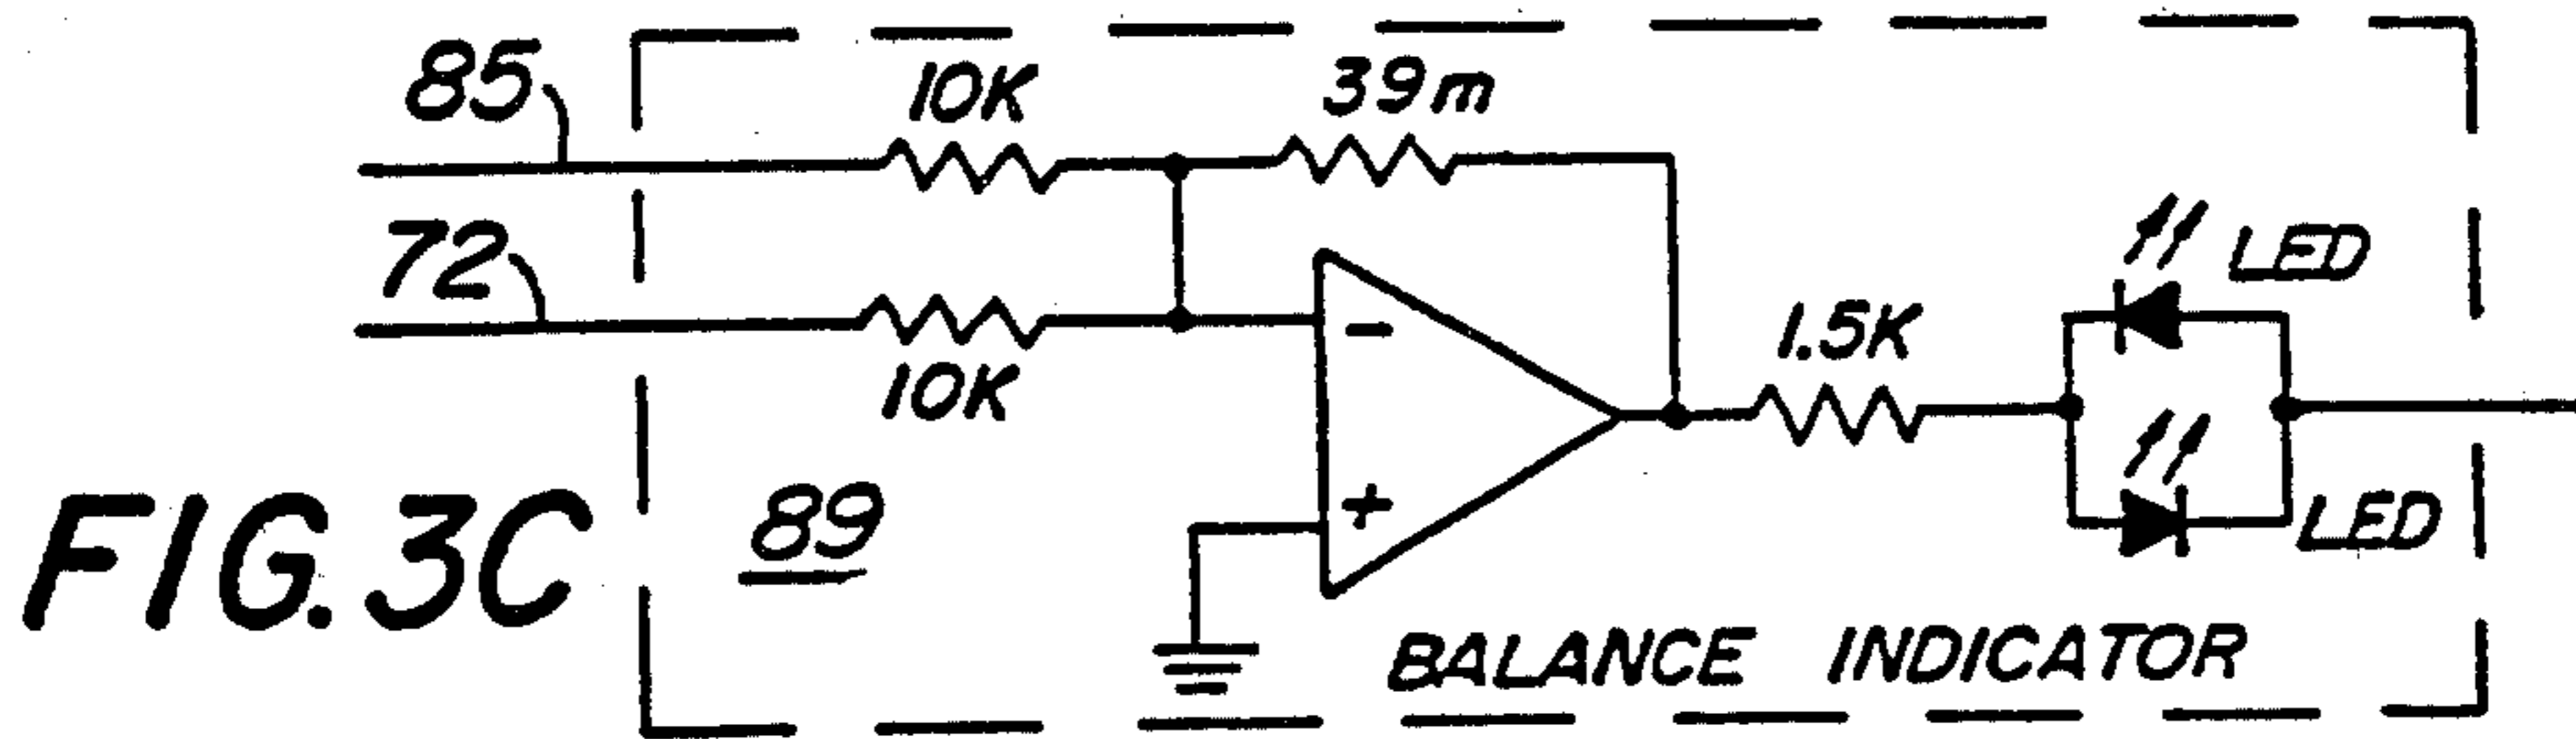 85
10K
39m
72
LED
1.5K
10K
-
+
LED
89
FIG. 3C
BALANCE INDICATOR